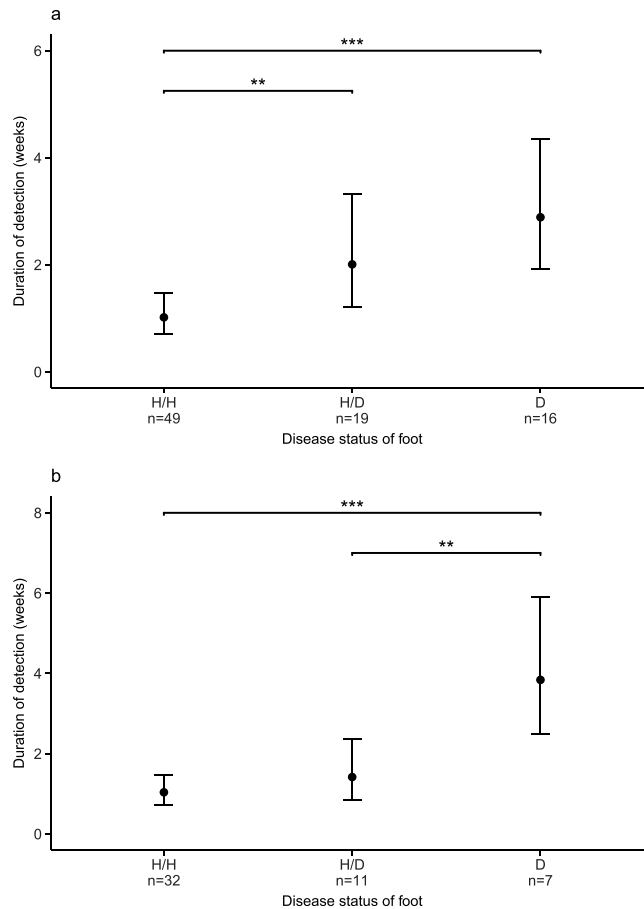 a
6
4
2
0
Duration of detection (weeks)
***
**
H/H
n=49
H/D
n=19
D
n=16
Disease status of foot
b
8
6
4
2
0
Duration of detection (weeks)
***
**
H/H
n=32
H/D
n=11
D
n=7
Disease status of foot